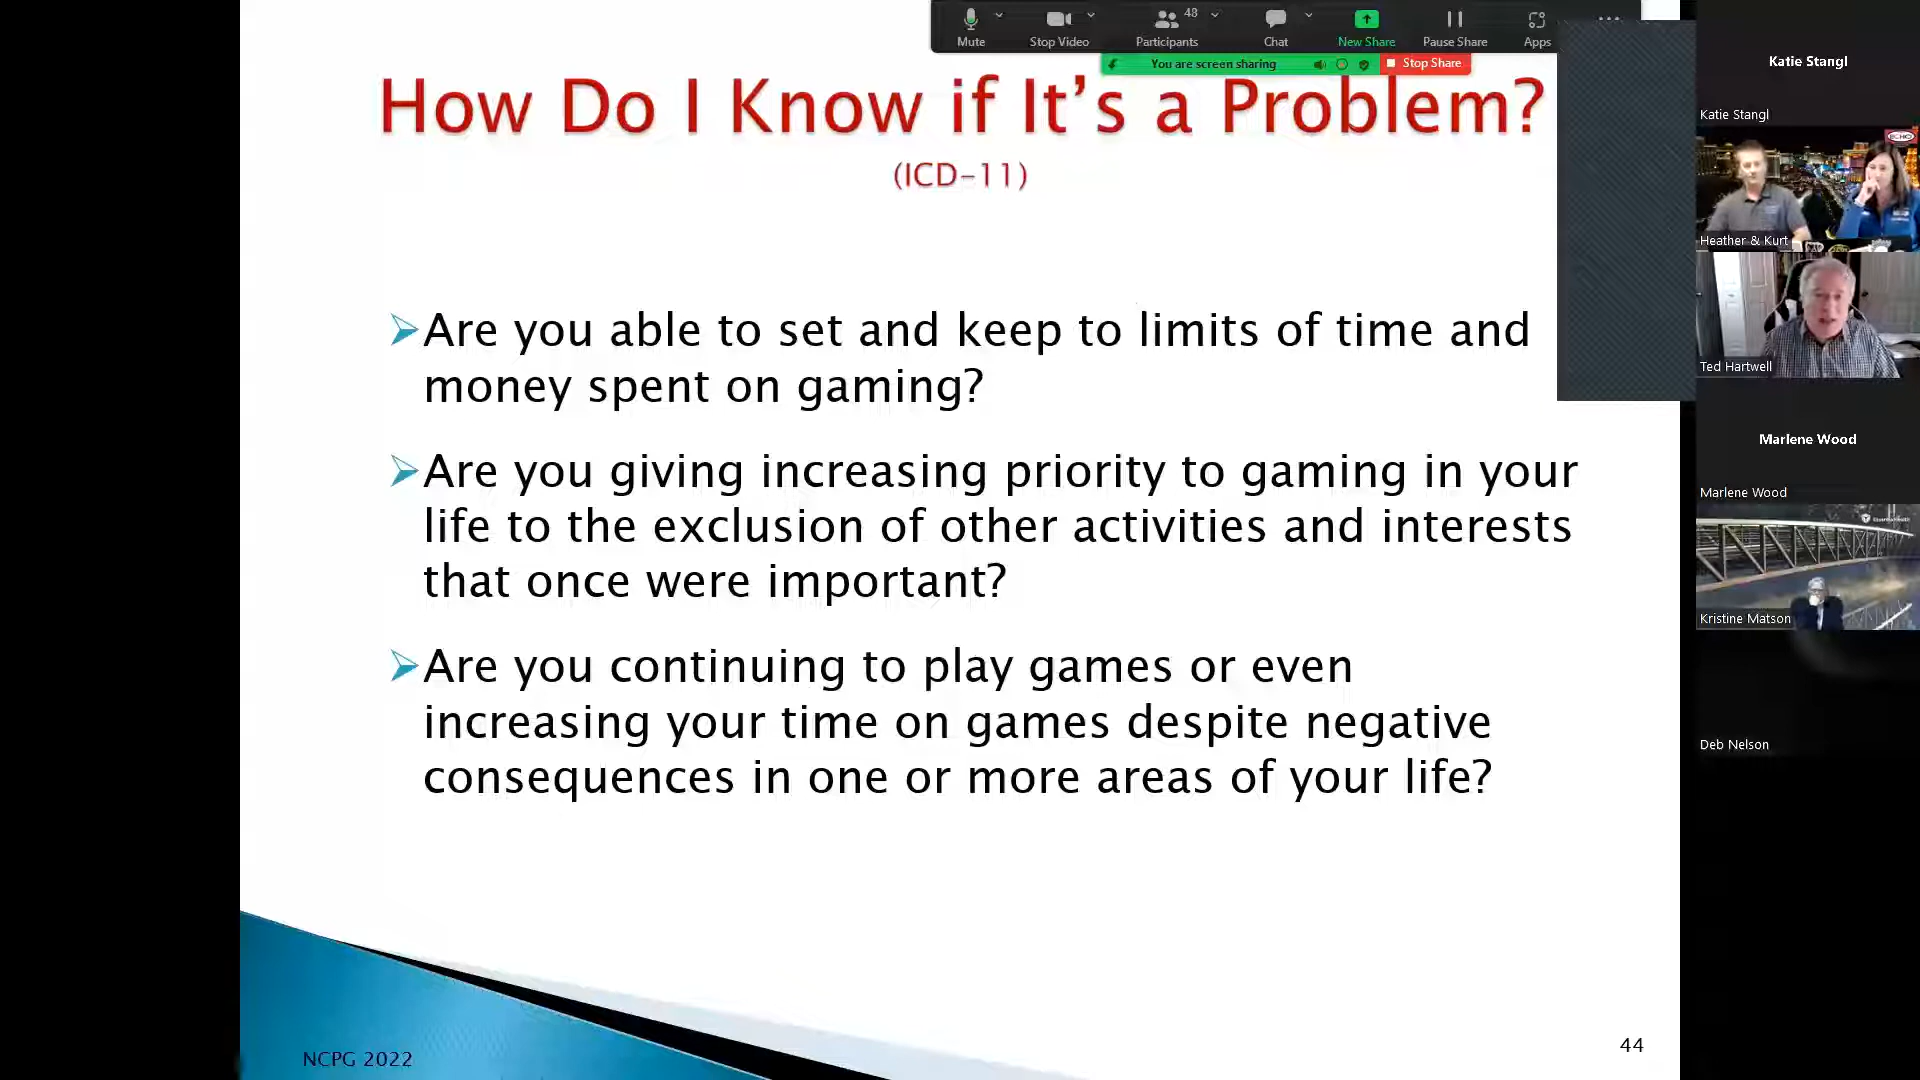 48
Mute
Stop Video
Participants
Chat
New Share
Pause Share
Apps
You are screen sharing
Stop Share
How Do I Know if It’s a Problem?
(ICD-11)
Are you able to set and keep to limits of time and
money spent on gaming?
Are you giving increasing priority to gaming in your
life to the exclusion of other activities and interests
that once were important?
Are you continuing to play games or even
increasing your time on games despite negative
consequences in one or more areas of your life?
NCPG 2022
44
Katie Stangl
Katie Stangl
ECHO
Heather & Kurt
Ted Hartwell
Marlene Wood
Marlene Wood
Kristine Matson
Deb Nelson